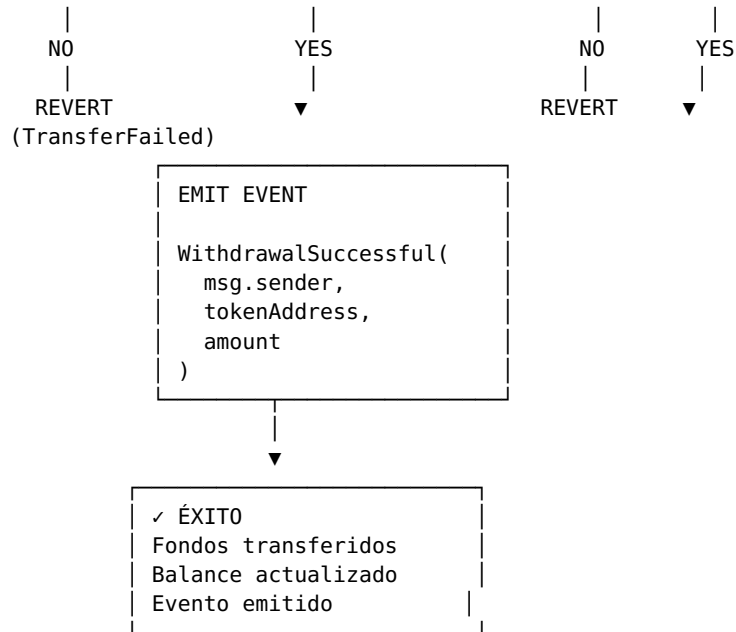 NO YES NO YES
REVERT ▼ REVERT ▼
(TransferFailed)
EMIT EVENT
WithdrawalSuccessful(
msg.sender,
tokenAddress,
amount
)
▼
✓ ÉXITO
Fondos transferidos
Balance actualizado
Evento emitido